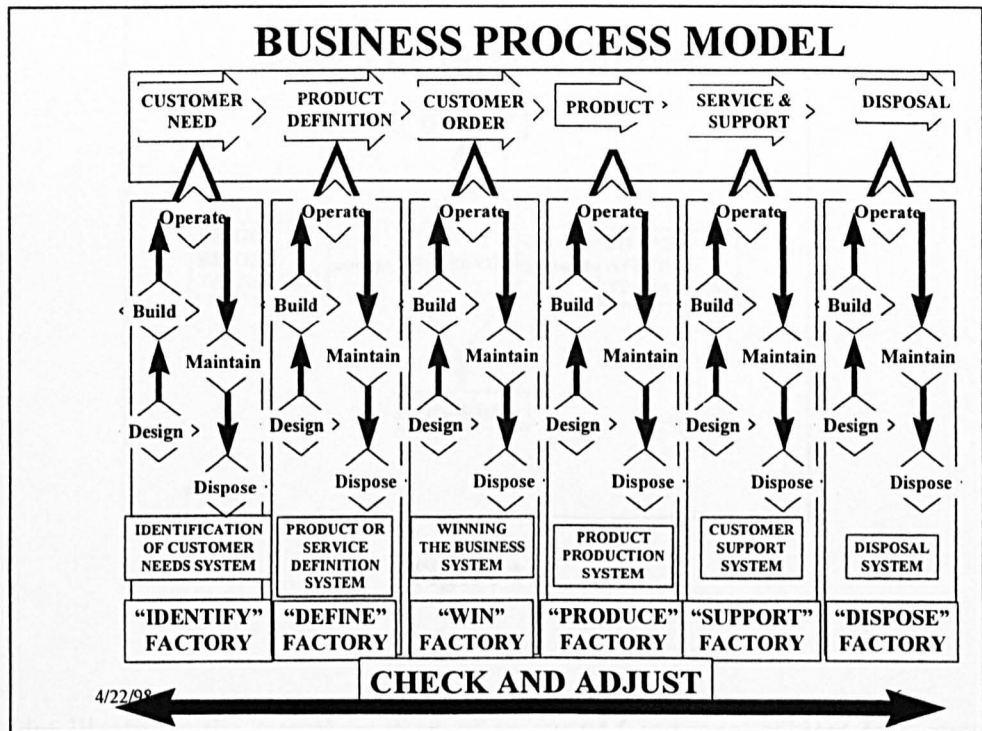 BUSINESS PROCESS MODEL
CUSTOMER
NEED
PRODUCT
DEFINITION
CUSTOMER
ORDER
PRODUCT
SERVICE &
SUPPORT
DISPOSAL
Operate
Build
Maintain
Design
Dispose
IDENTIFICATION
OF CUSTOMER
NEEDS SYSTEM
“IDENTIFY”
FACTORY
Operate
Build
Maintain
Design
Dispose
PRODUCT OR
SERVICE
DEFINITION
SYSTEM
“DEFINE”
FACTORY
Operate
Build
Maintain
Design
Dispose
WINNING
THE BUSINESS
SYSTEM
“WIN”
FACTORY
Operate
Build
Maintain
Design
Dispose
PRODUCT
PRODUCTION
SYSTEM
“PRODUCE”
FACTORY
Operate
Build
Maintain
Design
Dispose
CUSTOMER
SUPPORT
SYSTEM
“SUPPORT”
FACTORY
Operate
Build
Maintain
Design
Dispose
DISPOSAL
SYSTEM
“DISPOSE”
FACTORY
CHECK AND ADJUST
4/22/98